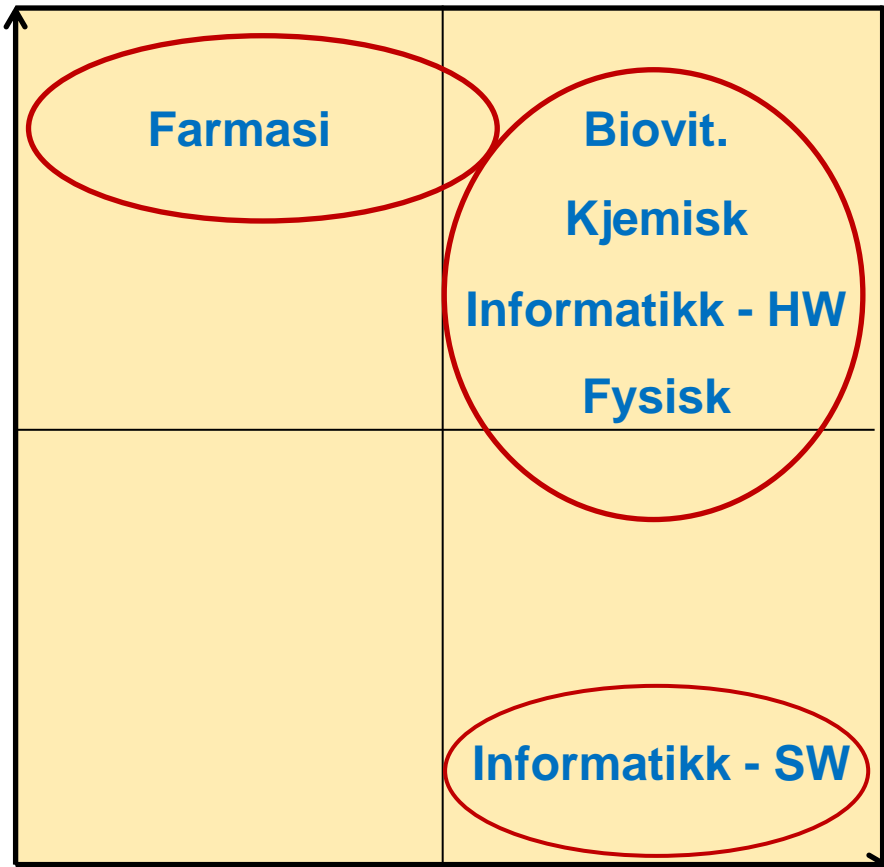 Farmasi
Biovit.
Kjemisk
Informatikk - HW
Fysisk
Informatikk - SW